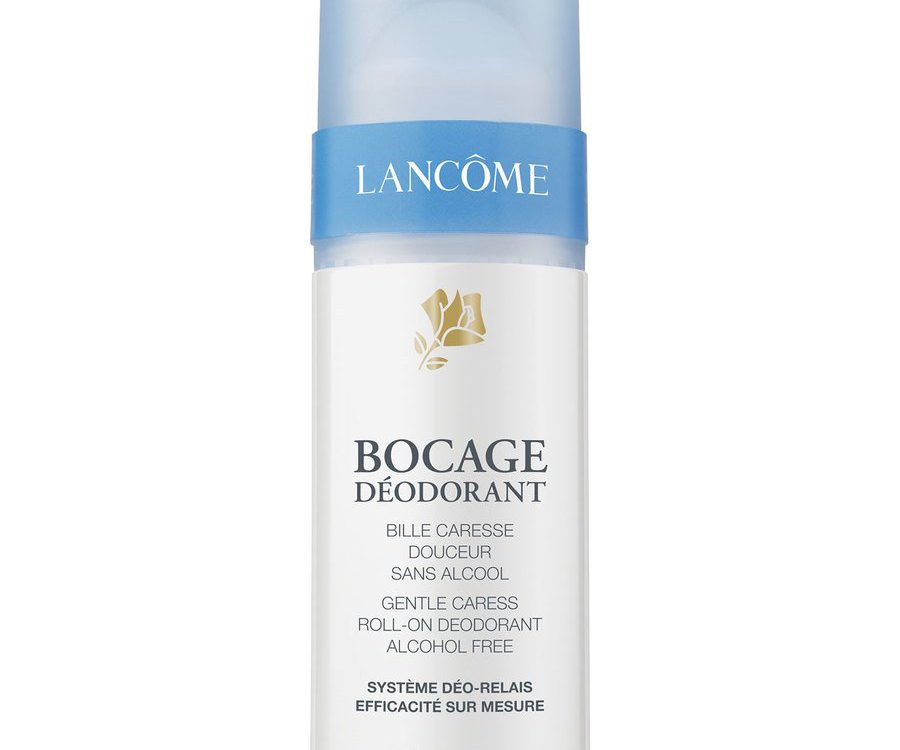 LANCÔME
BOCAGE
DÉODORANT
BILLE CARESSE
DOUCEUR
SANS ALCOOL
GENTLE CARESS
ROLL-ON DEODORANT
ALCOHOL FREE
SYSTÈME DÉO-RELAIS
EFFICACITÉ SUR MESURE